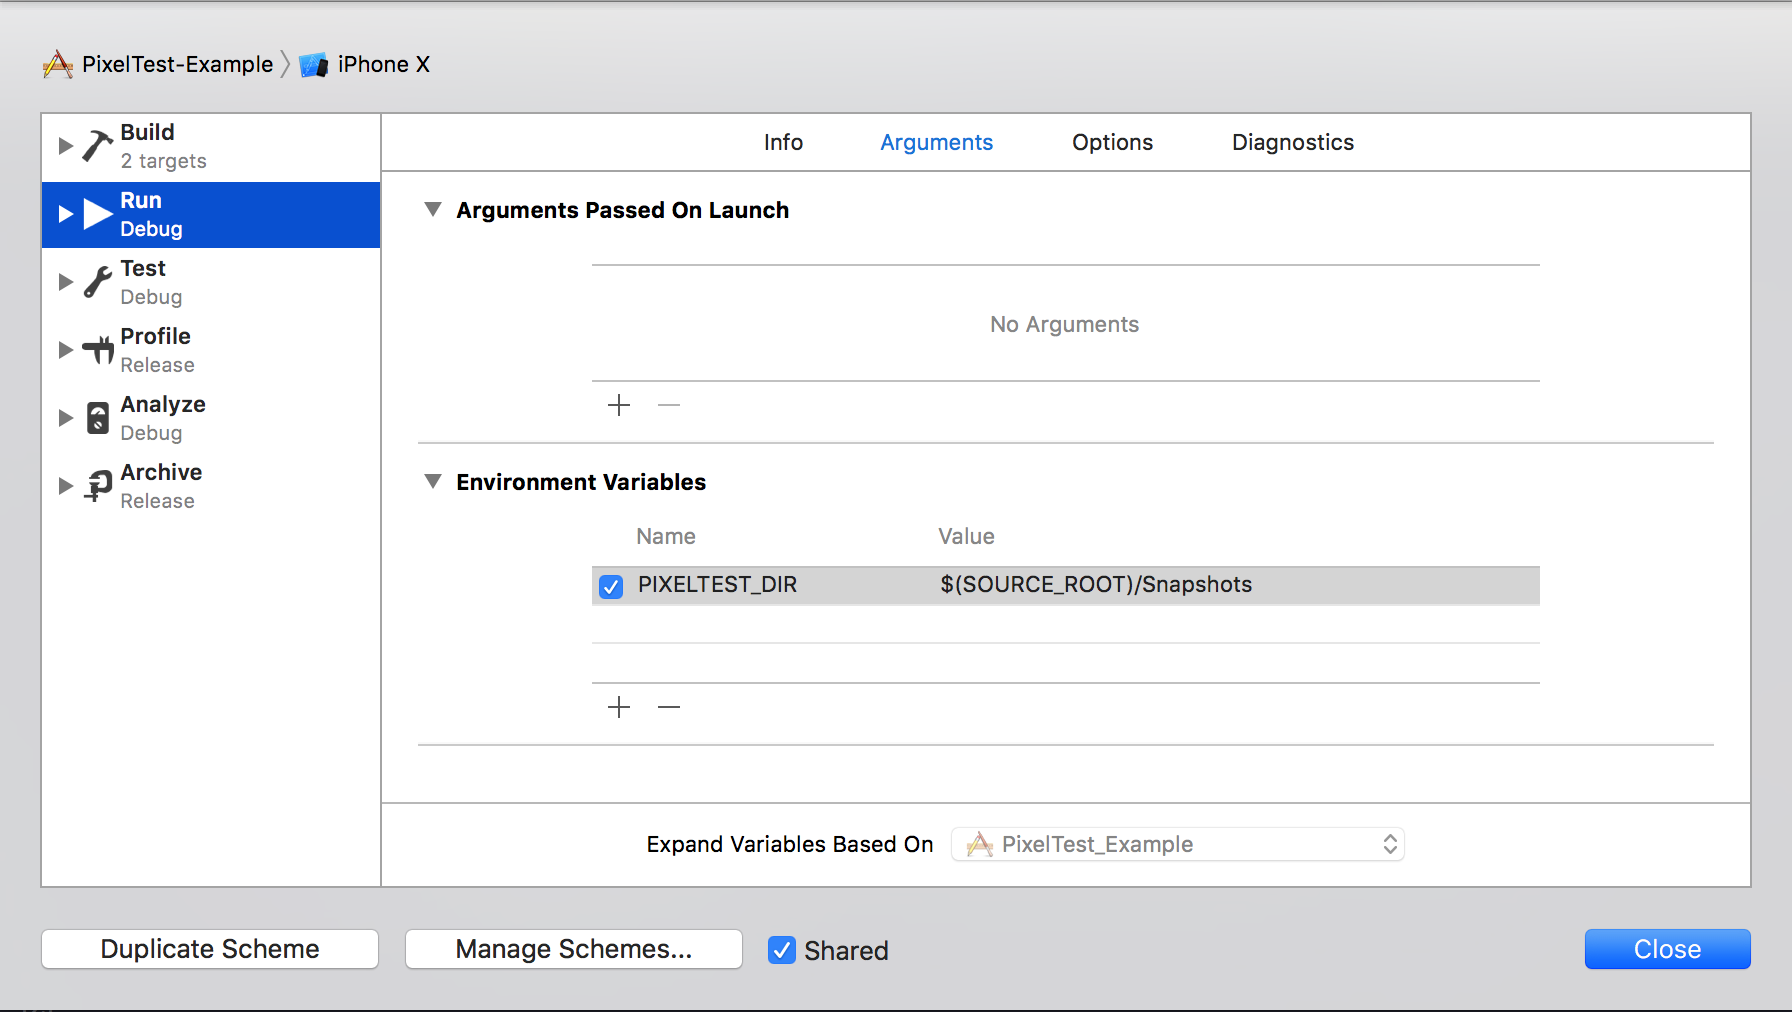 PixelTest-Example iPhone X
Build
2 targets
Run
Debug
Test
Debug
Profile
Release
Analyze
Debug
Archive
Release
Info Arguments Options Diagnostics
Arguments Passed On Launch
No Arguments
Environment Variables
Name Value
PIXELTEST_DIR $(SOURCE_ROOT)/Snapshots
Expand Variables Based On PixelTest_Example
Duplicate Scheme Manage Schemes... Shared Close